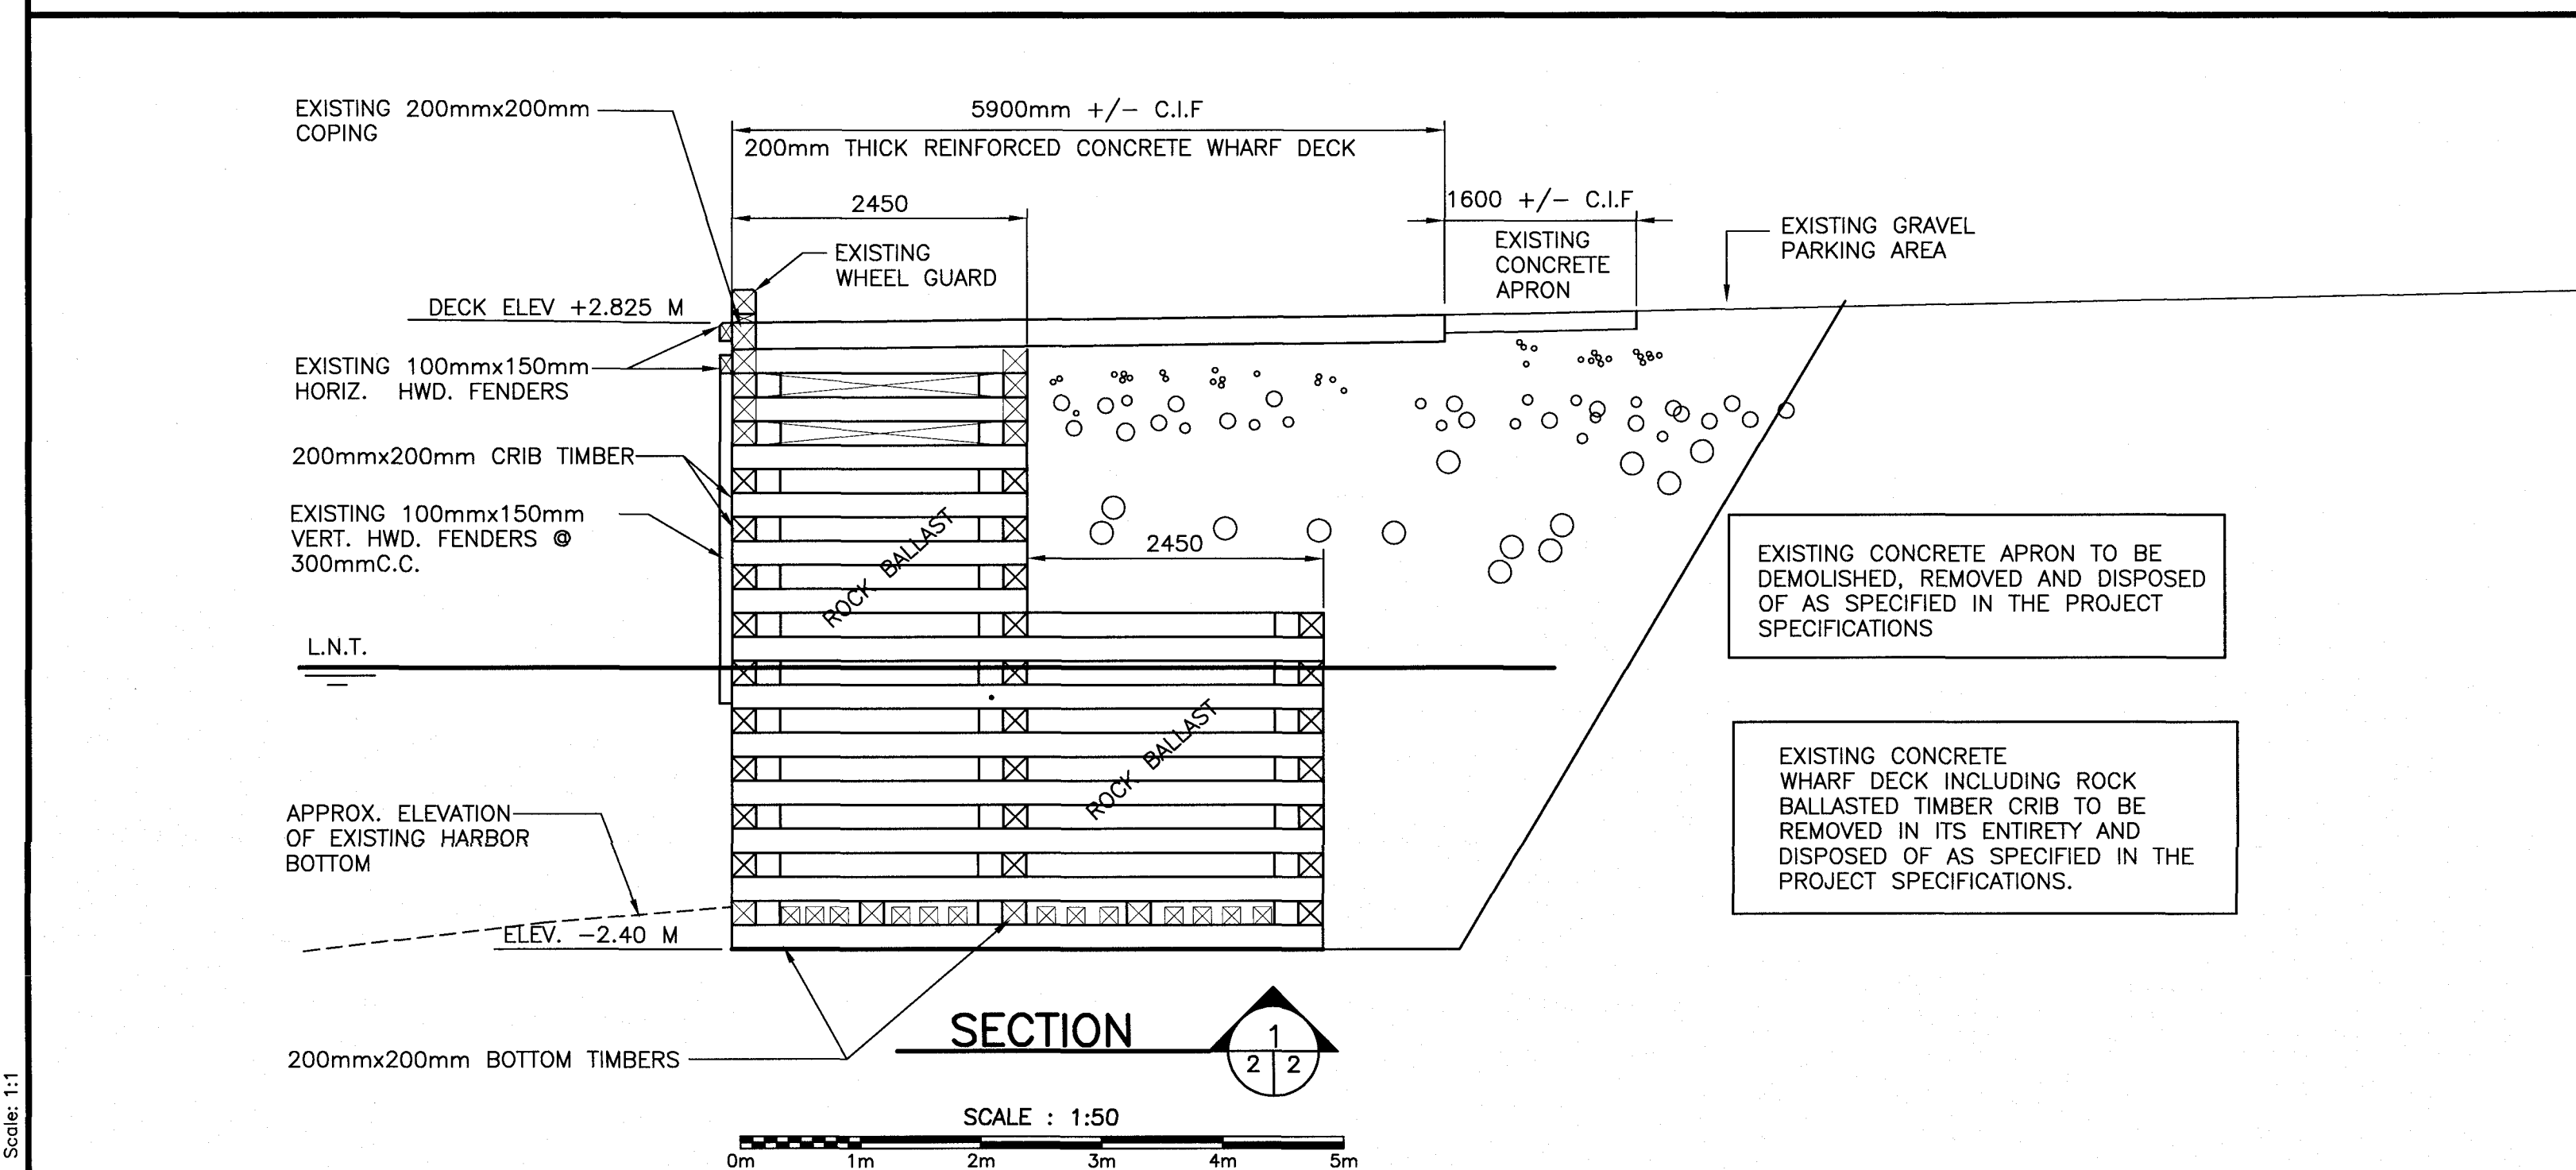 EXISTING 200mmx200mm
COPING
5900mm +/- C.I.F
200mm THICK REINFORCED CONCRETE WHARF DECK
2450
1600 +/- C.I.F
EXISTING
CONCRETE
APRON
EXISTING GRAVEL
PARKING AREA
EXISTING
WHEEL GUARD
DECK ELEV +2.825 M
EXISTING 100mmx150mm
HORIZ. HWD. FENDERS
200mmx200mm CRIB TIMBER
EXISTING 100mmx150mm
VERT. HWD. FENDERS @
300mmC.C.
ROCK BALLAST
2450
EXISTING CONCRETE APRON TO BE
DEMOLISHED, REMOVED AND DISPOSED
OF AS SPECIFIED IN THE PROJECT
SPECIFICATIONS
L.N.T.
ROCK BALLAST
EXISTING CONCRETE
WHARF DECK INCLUDING ROCK
BALLASTED TIMBER CRIB TO BE
REMOVED IN ITS ENTIRETY AND
DISPOSED OF AS SPECIFIED IN THE
PROJECT SPECIFICATIONS.
APPROX. ELEVATION
OF EXISTING HARBOR
BOTTOM
ELEV. -2.40 M
200mmx200mm BOTTOM TIMBERS
SECTION
1
2 2
SCALE : 1:50
0m 1m 2m 3m 4m 5m
Scale: 1:1